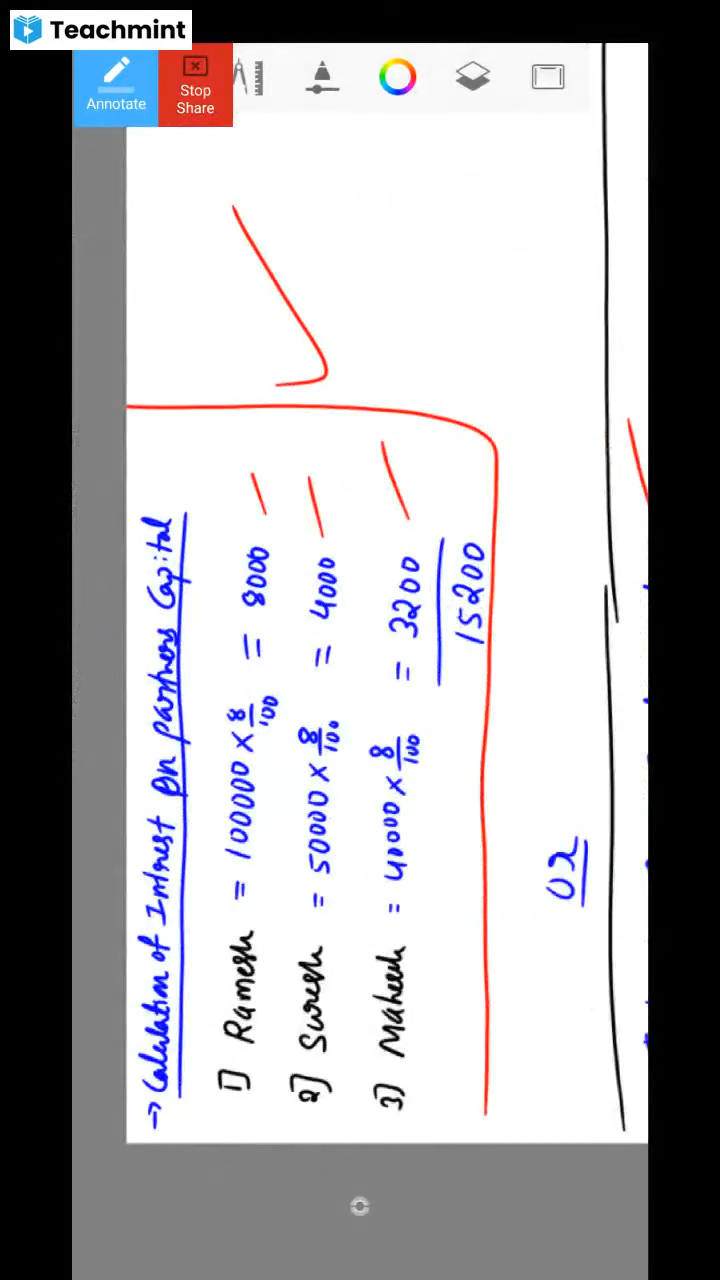 Teachmint
Annotate
Stop
Share
→ Calculation of Interest on partners Capital
1) Ramesh = 100000 × 8/100 = 8000
2) Suresh = 50000 × 8/100 = 4000
3) Mahesh = 40000 × 8/100 = 3200
15200